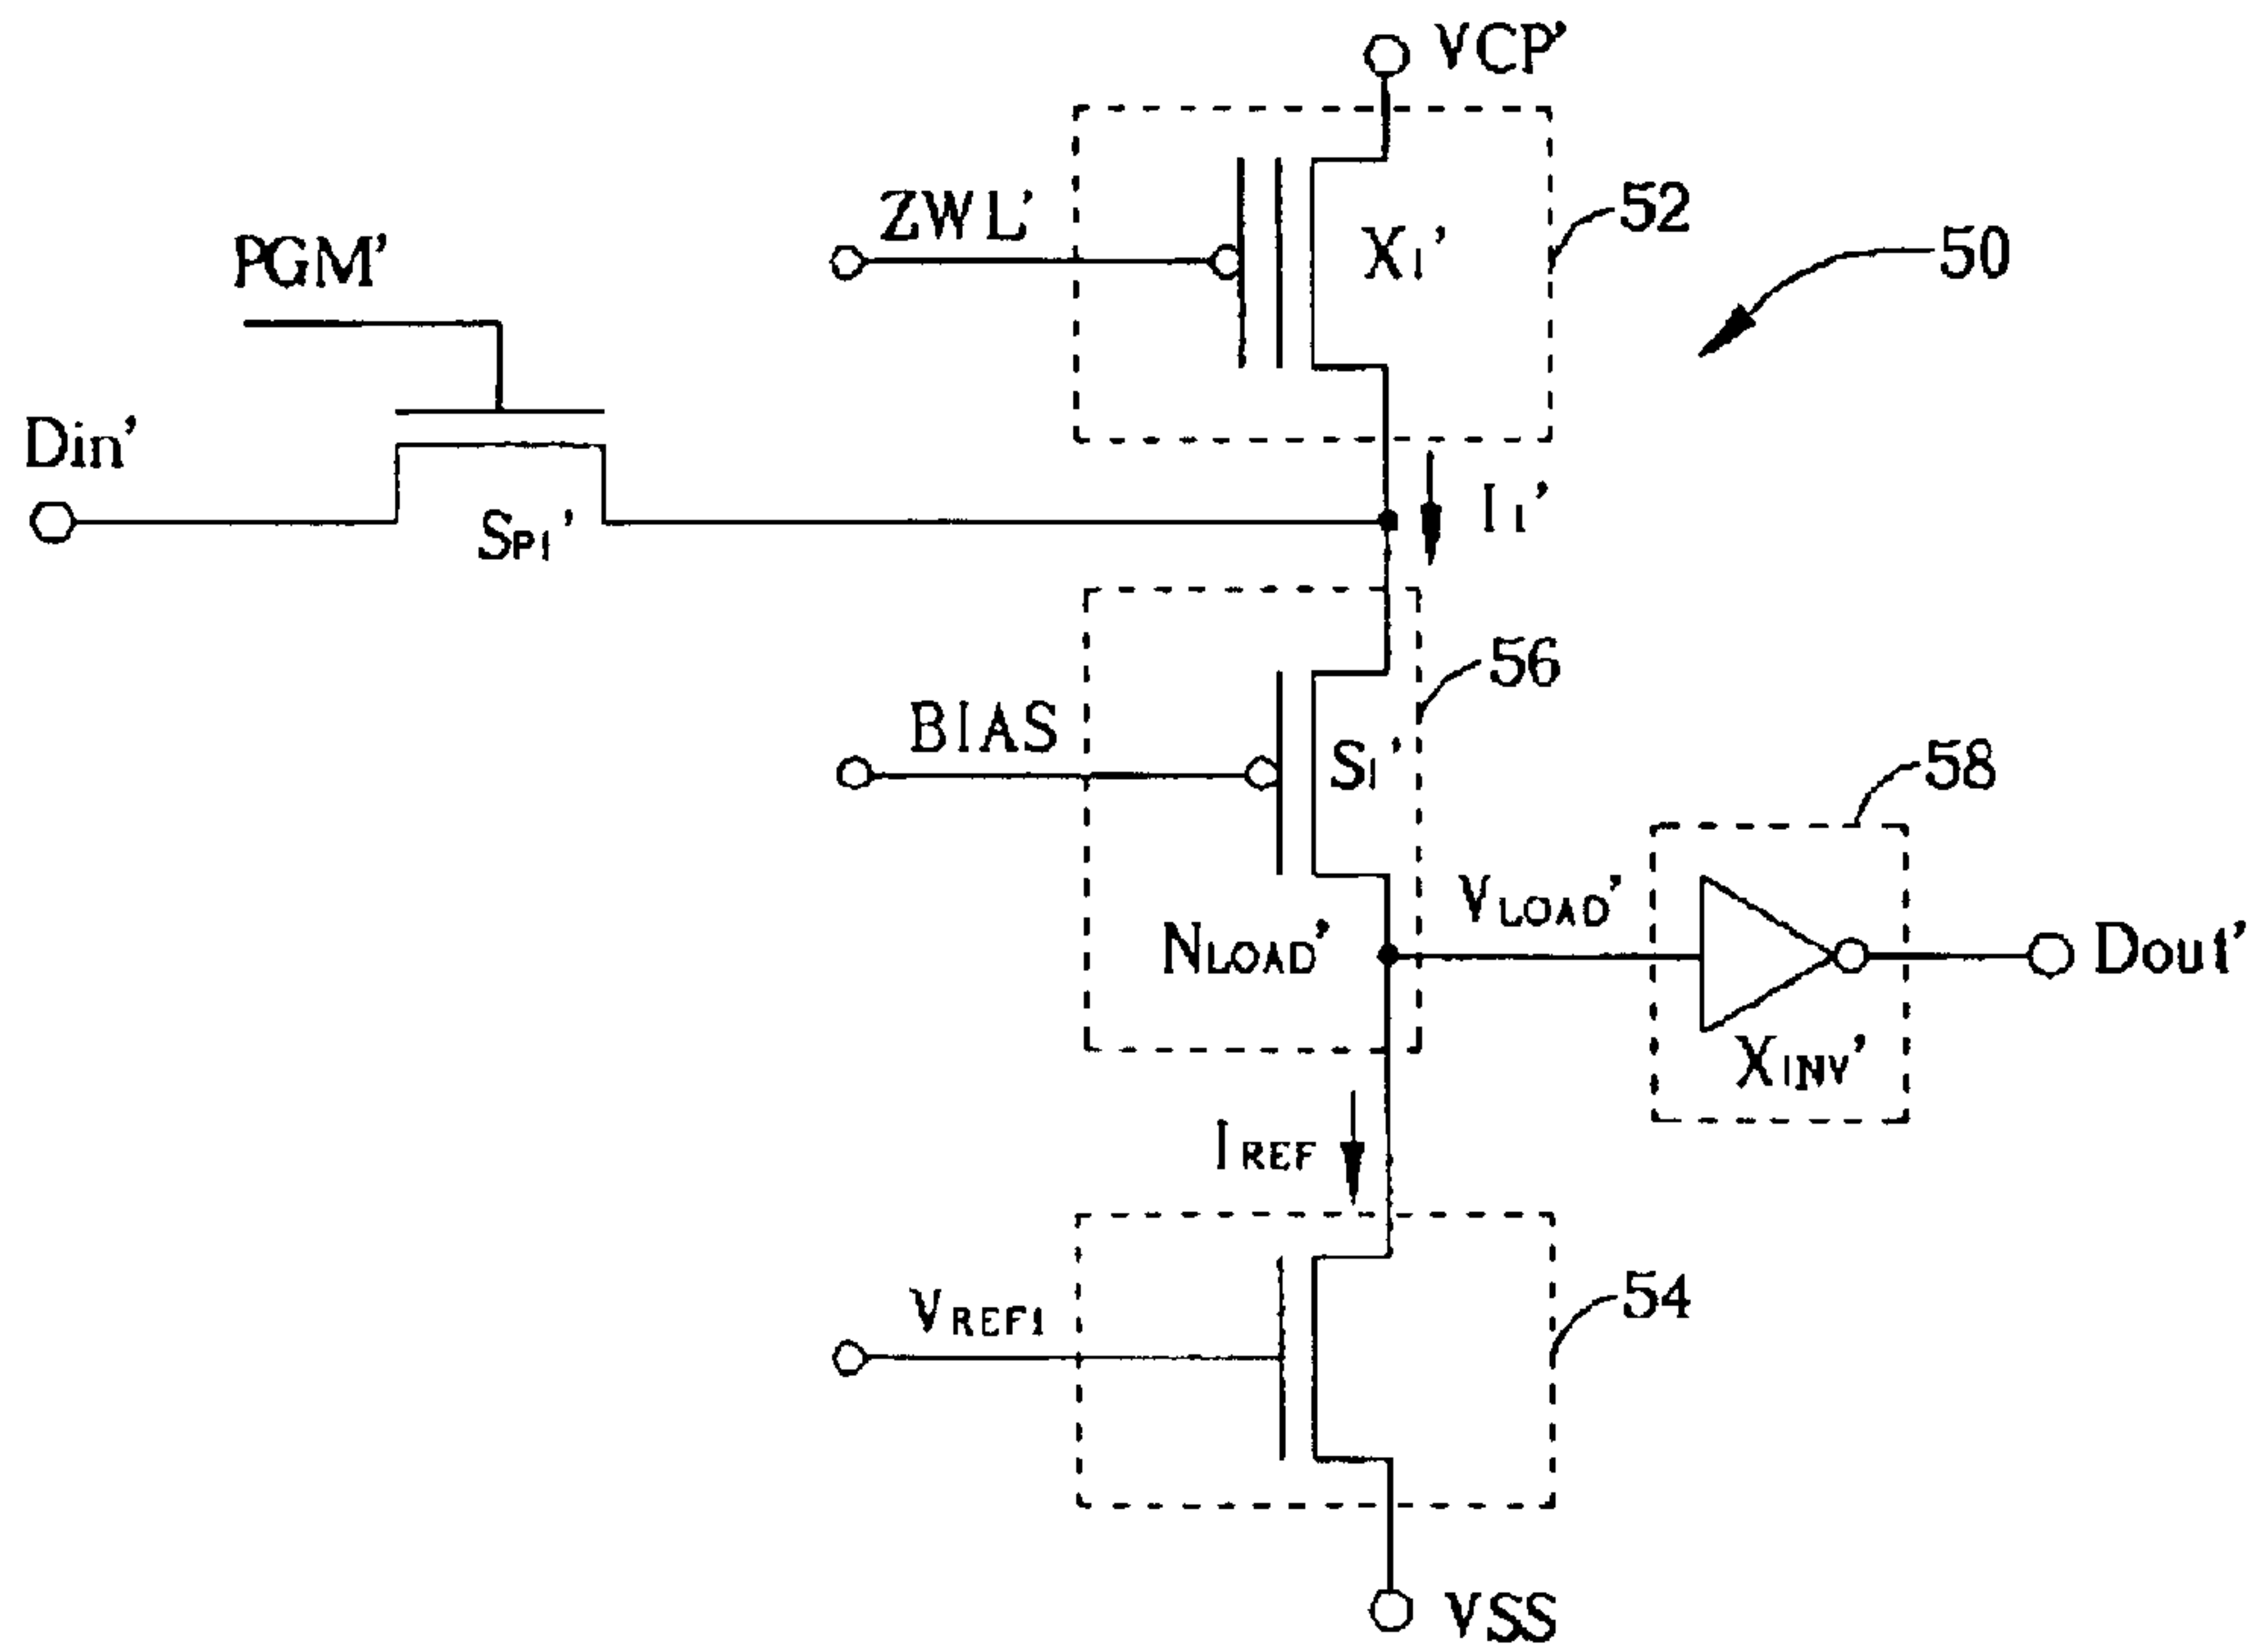 VCP'
ZWL'
52
X1'
50
PGM'
Din'
SP1'
I1'
56
BIAS
S1'
58
VLOAD'
NLOAD'
Dout'
XINV'
IREF
54
VREF1
VSS